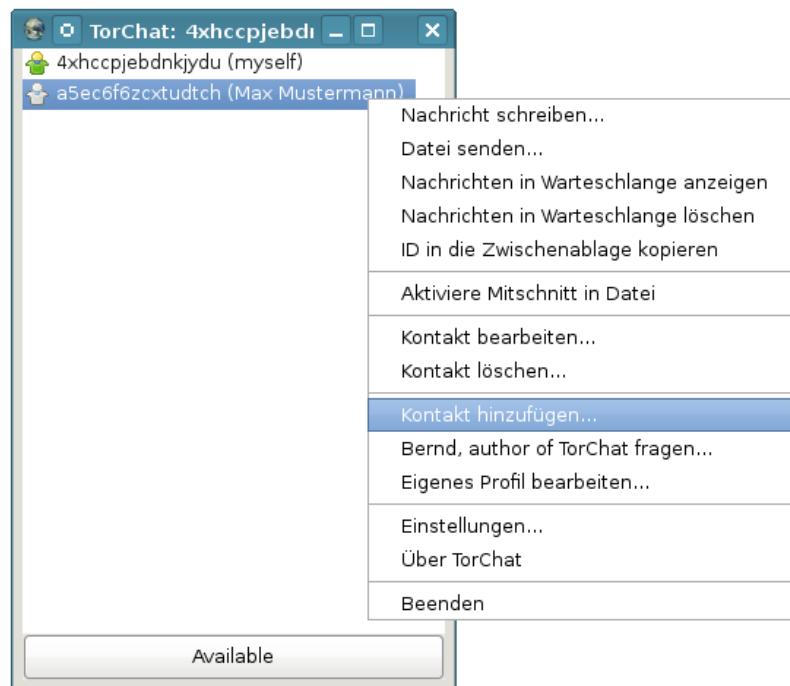 TorChat: 4xhccpjebdı
4xhccpjebdnkjydu (myself)
a5ec6f6zcxtudtch (Max Mustermann)
Nachricht schreiben...
Datei senden...
Nachrichten in Warteschlange anzeigen
Nachrichten in Warteschlange löschen
ID in die Zwischenablage kopieren
Aktiviere Mitschnitt in Datei
Kontakt bearbeiten...
Kontakt löschen...
Kontakt hinzufügen...
Bernd, author of TorChat fragen...
Eigenes Profil bearbeiten...
Einstellungen...
Über TorChat
Beenden
Available